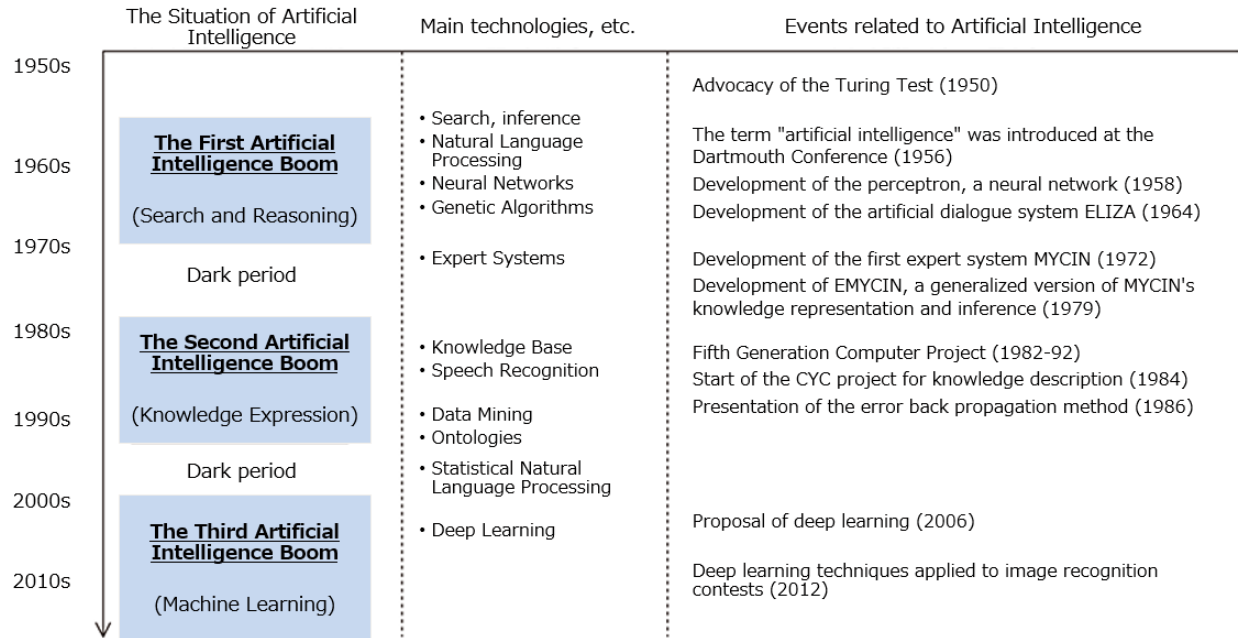 The Situation of Artificial
Intelligence
Main technologies, etc.
Events related to Artificial Intelligence
1950s
Advocacy of the Turing Test (1950)
The First Artificial
Intelligence Boom
(Search and Reasoning)
• Search, inference
• Natural Language
Processing
• Neural Networks
• Genetic Algorithms
The term "artificial intelligence" was introduced at the
Dartmouth Conference (1956)
1960s
Development of the perceptron, a neural network (1958)
Development of the artificial dialogue system ELIZA (1964)
1970s
Dark period
• Expert Systems
Development of the first expert system MYCIN (1972)
Development of EMYCIN, a generalized version of MYCIN's
knowledge representation and inference (1979)
1980s
The Second Artificial
Intelligence Boom
(Knowledge Expression)
• Knowledge Base
• Speech Recognition
Fifth Generation Computer Project (1982-92)
Start of the CYC project for knowledge description (1984)
Presentation of the error back propagation method (1986)
1990s
• Data Mining
• Ontologies
Dark period
• Statistical Natural
Language Processing
2000s
The Third Artificial
Intelligence Boom
(Machine Learning)
• Deep Learning
Proposal of deep learning (2006)
2010s
Deep learning techniques applied to image recognition
contests (2012)